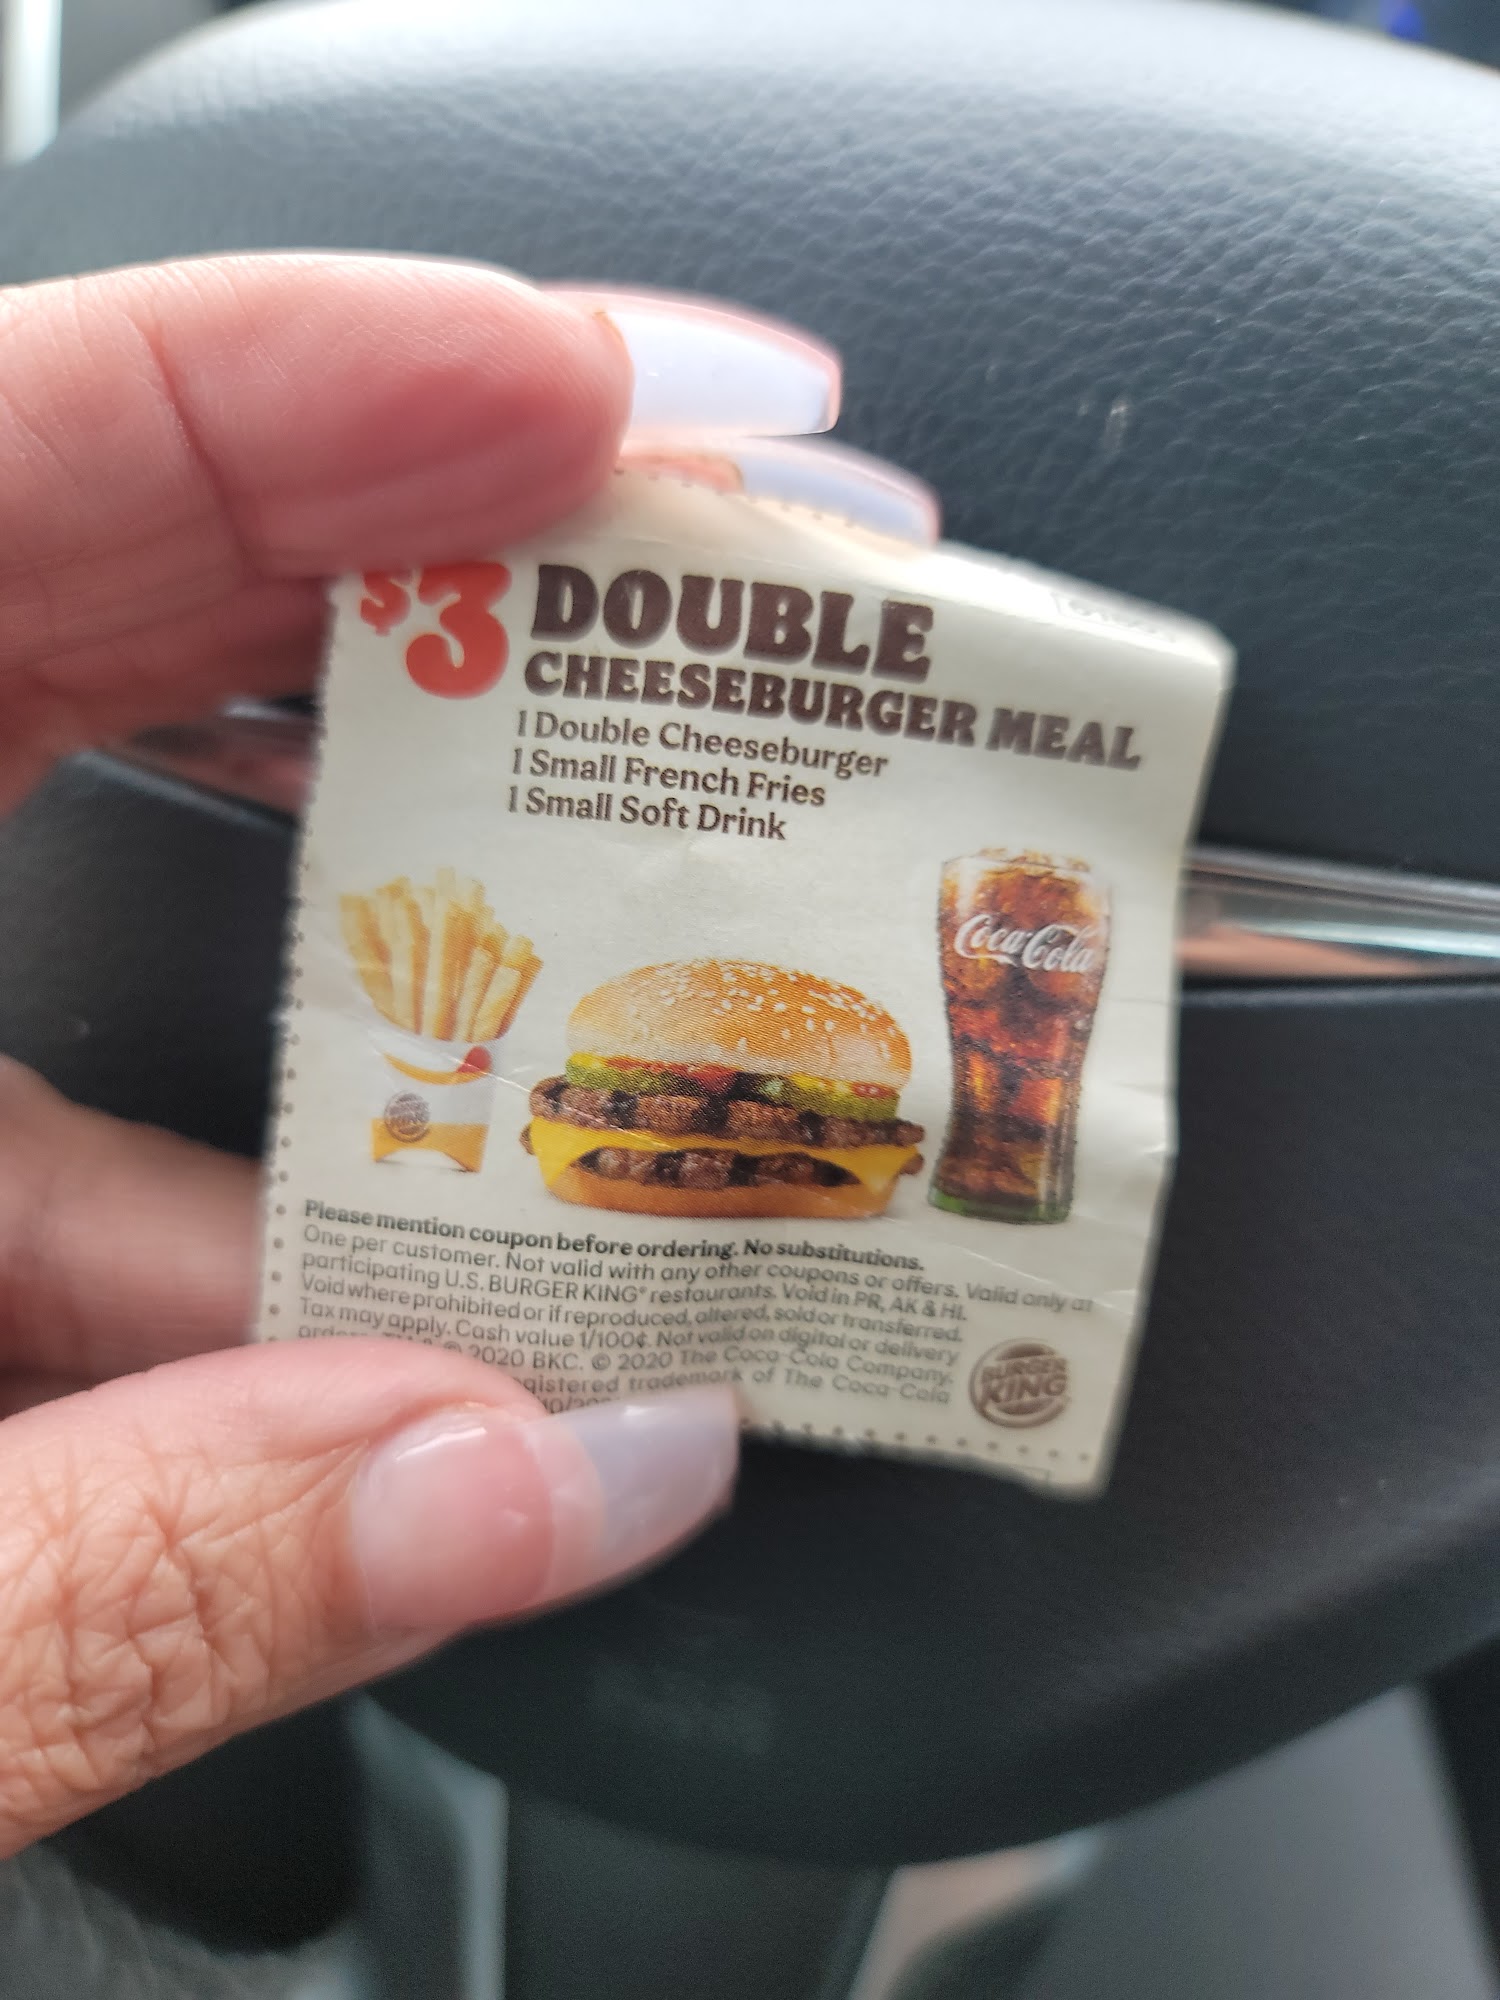 $3 DOUBLE
CHEESEBURGER MEAL
1 Double Cheeseburger
1 Small French Fries
1 Small Soft Drink
Coca-Cola
BURGER KING
Please mention coupon before ordering. No substitutions.
One per customer. Not valid with any other coupons or offers. Valid only at
participating U.S. BURGER KING® restaurants. Void in PR, AK & HI.
Void where prohibited or if reproduced, altered, sold or transferred.
Tax may apply. Cash value 1/100¢. Not valid on digital or delivery
© 2020 BKC. © 2020 The Coca-Cola Company.
trademark of The Coca-Cola
BURGER
KING